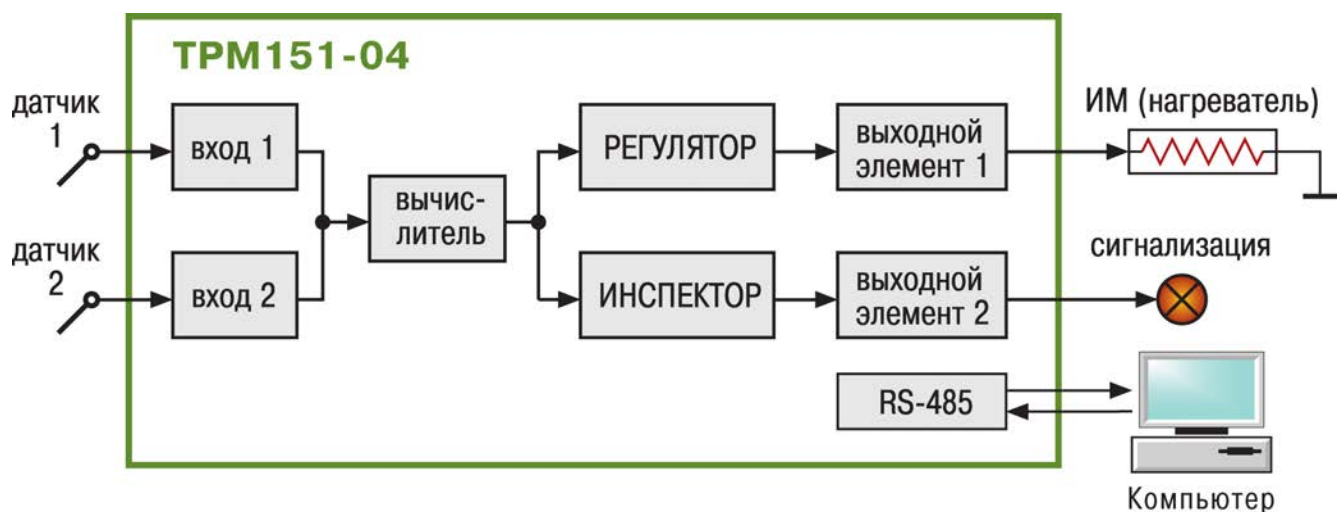 ТРМ151-04
датчик
1
вход 1
РЕГУЛЯТОР
выходной
элемент 1
ИМ (нагреватель)
вычис-
литель
датчик
2
вход 2
ИНСПЕКТОР
выходной
элемент 2
сигнализация
RS-485
Компьютер